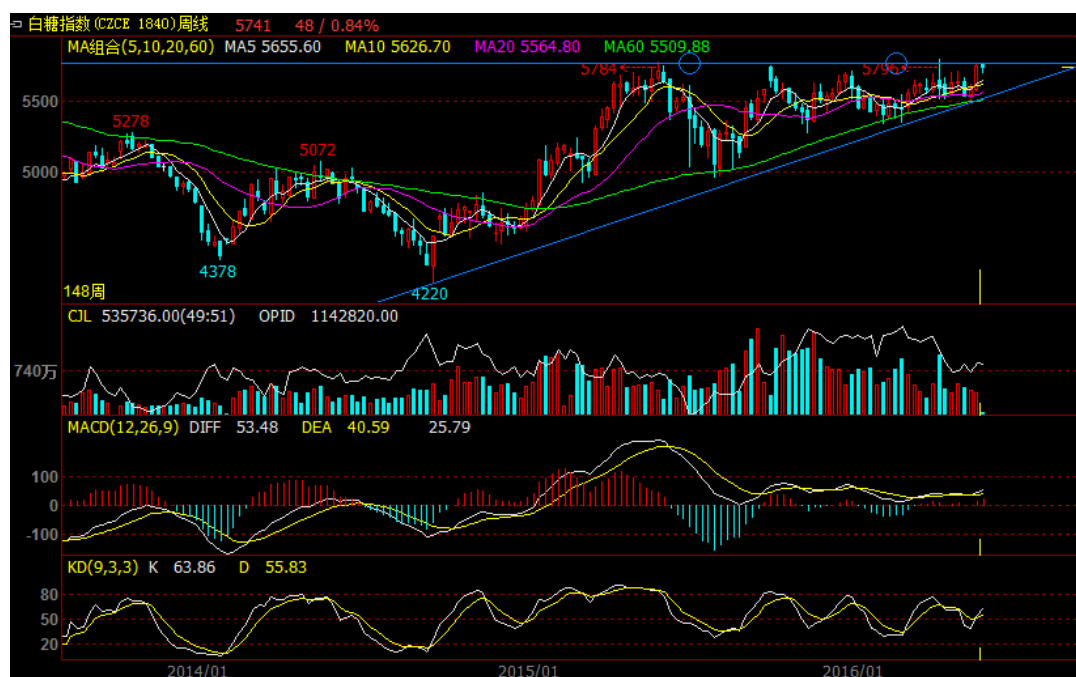 白糖指数(CZCE 1840)周线 5741 48 / 0.84%
MA组合(5,10,20,60) MA5 5655.60 MA10 5626.70 MA20 5564.80 MA60 5509.88
5784 5796
5500
5278
5072
5000
4378
4220
148周
CJL 535736.00(49:51) OPID 1142820.00
740万
MACD(12,26,9) DIFF 53.48 DEA 40.59 25.79
100
0
-100
KD(9,3,3) K 63.86 D 55.83
80
50
20
2014/01 2015/01 2016/01